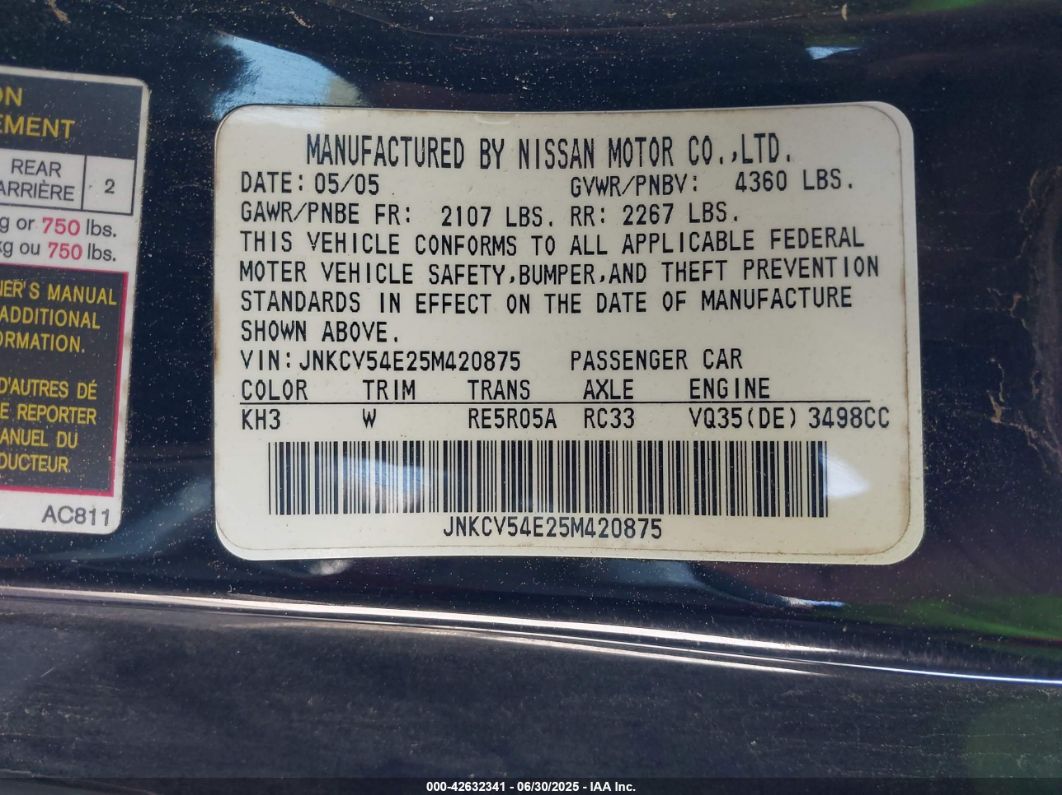 ON
EMENT
REAR
ARRIÈRE
2
g or 750 lbs.
kg ou 750 lbs.
NER'S MANUAL
ADDITIONAL
ORMATION.
D'AUTRES DÉ
E REPORTER
ANUEL DU
DUCTEUR.
AC811
MANUFACTURED BY NISSAN MOTOR CO.,LTD.
DATE: 05/05 GVWR/PNBV: 4360 LBS.
GAWR/PNBE FR: 2107 LBS. RR: 2267 LBS.
THIS VEHICLE CONFORMS TO ALL APPLICABLE FEDERAL
MOTER VEHICLE SAFETY,BUMPER,AND THEFT PREVENTION
STANDARDS IN EFFECT ON THE DATE OF MANUFACTURE
SHOWN ABOVE.
VIN: JNKCV54E25M420875 PASSENGER CAR
COLOR TRIM TRANS AXLE ENGINE
KH3 W RE5R05A RC33 VQ35(DE) 3498CC
JNKCV54E25M420875
000-42632341 - 06/30/2025 - IAA Inc.